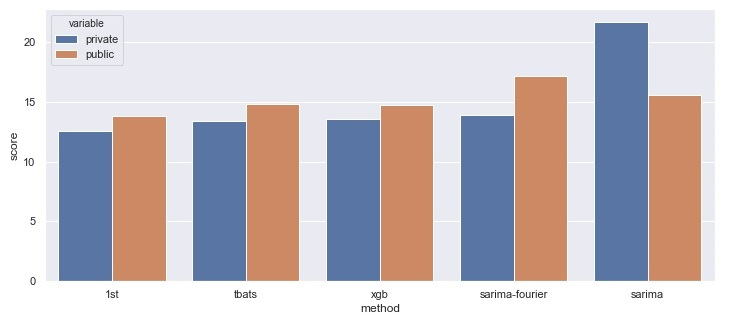 variable
private
public
score
20
15
10
5
0
1st
tbats
xgb
sarima-fourier
sarima
method